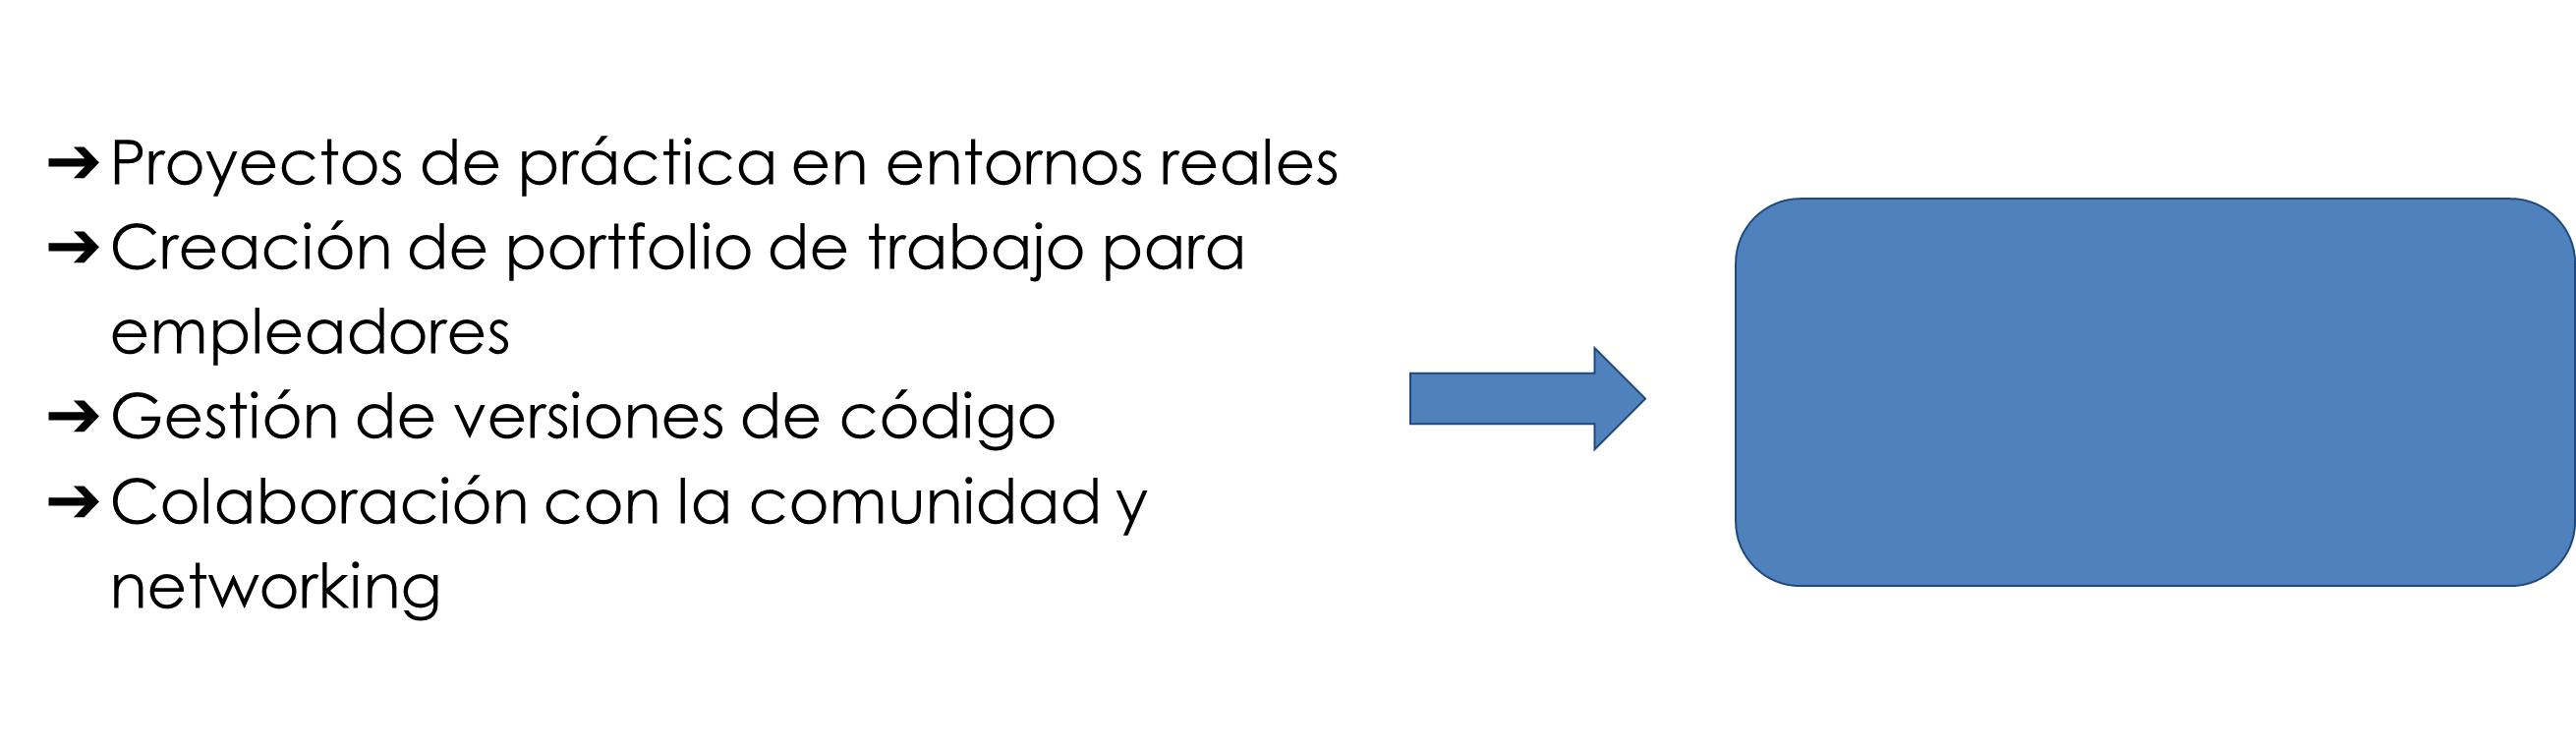 ➔ Proyectos de práctica en entornos reales
➔ Creación de portfolio de trabajo para
empleadores
➔ Gestión de versiones de código
➔ Colaboración con la comunidad y
networking